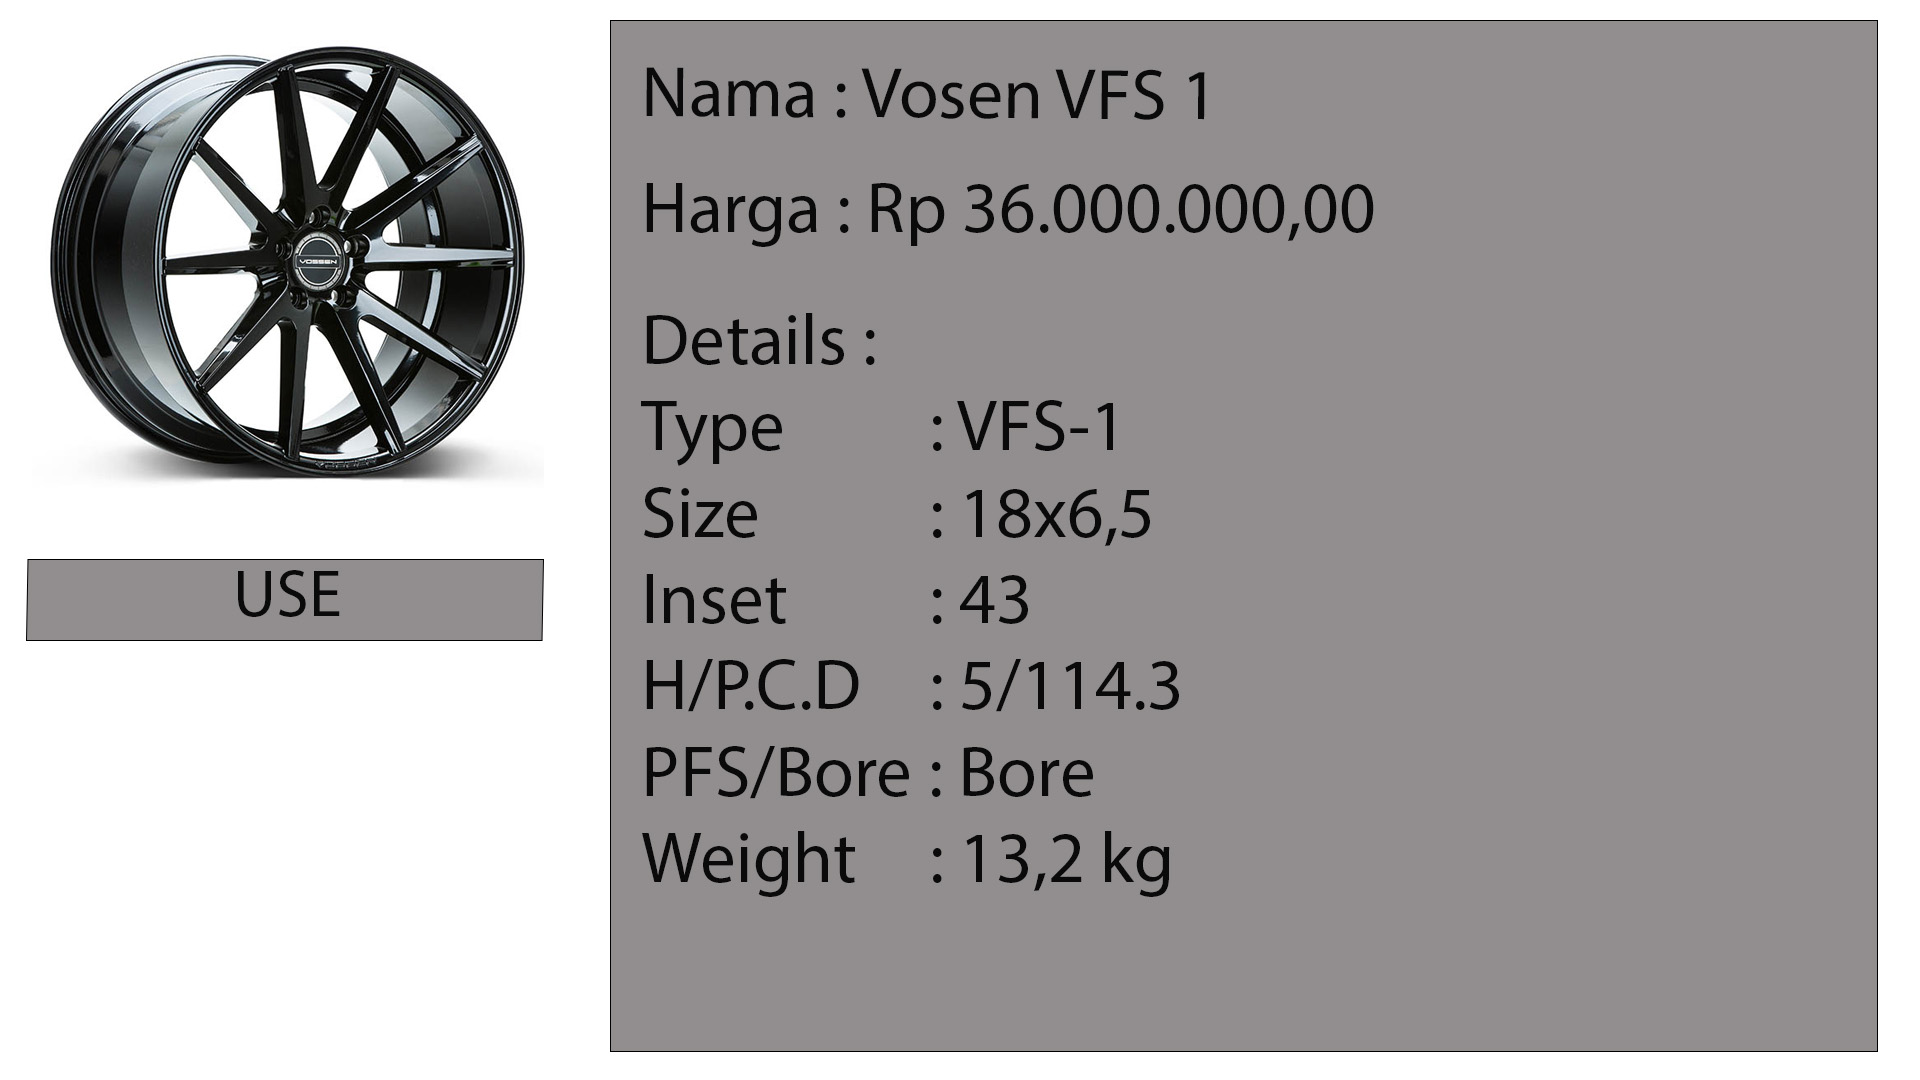 VOSSEN
USE
Nama : Vosen VFS 1
Harga : Rp 36.000.000,00
Details :
Type : VFS-1
Size : 18x6,5
Inset : 43
H/P.C.D : 5/114.3
PFS/Bore : Bore
Weight : 13,2 kg